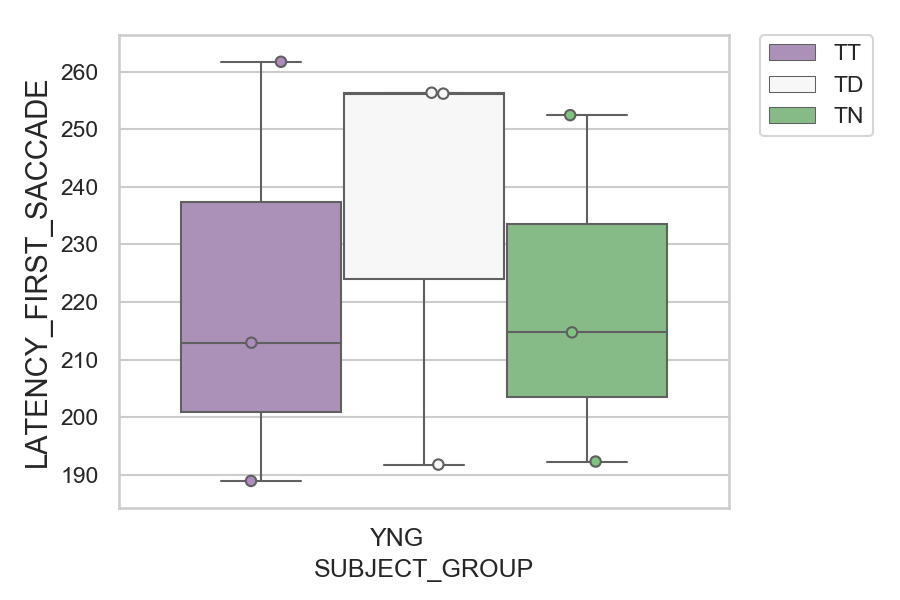 LATENCY_FIRST_SACCADE
260
250
240
230
220
210
200
190
YNG
SUBJECT_GROUP
TT
TD
TN